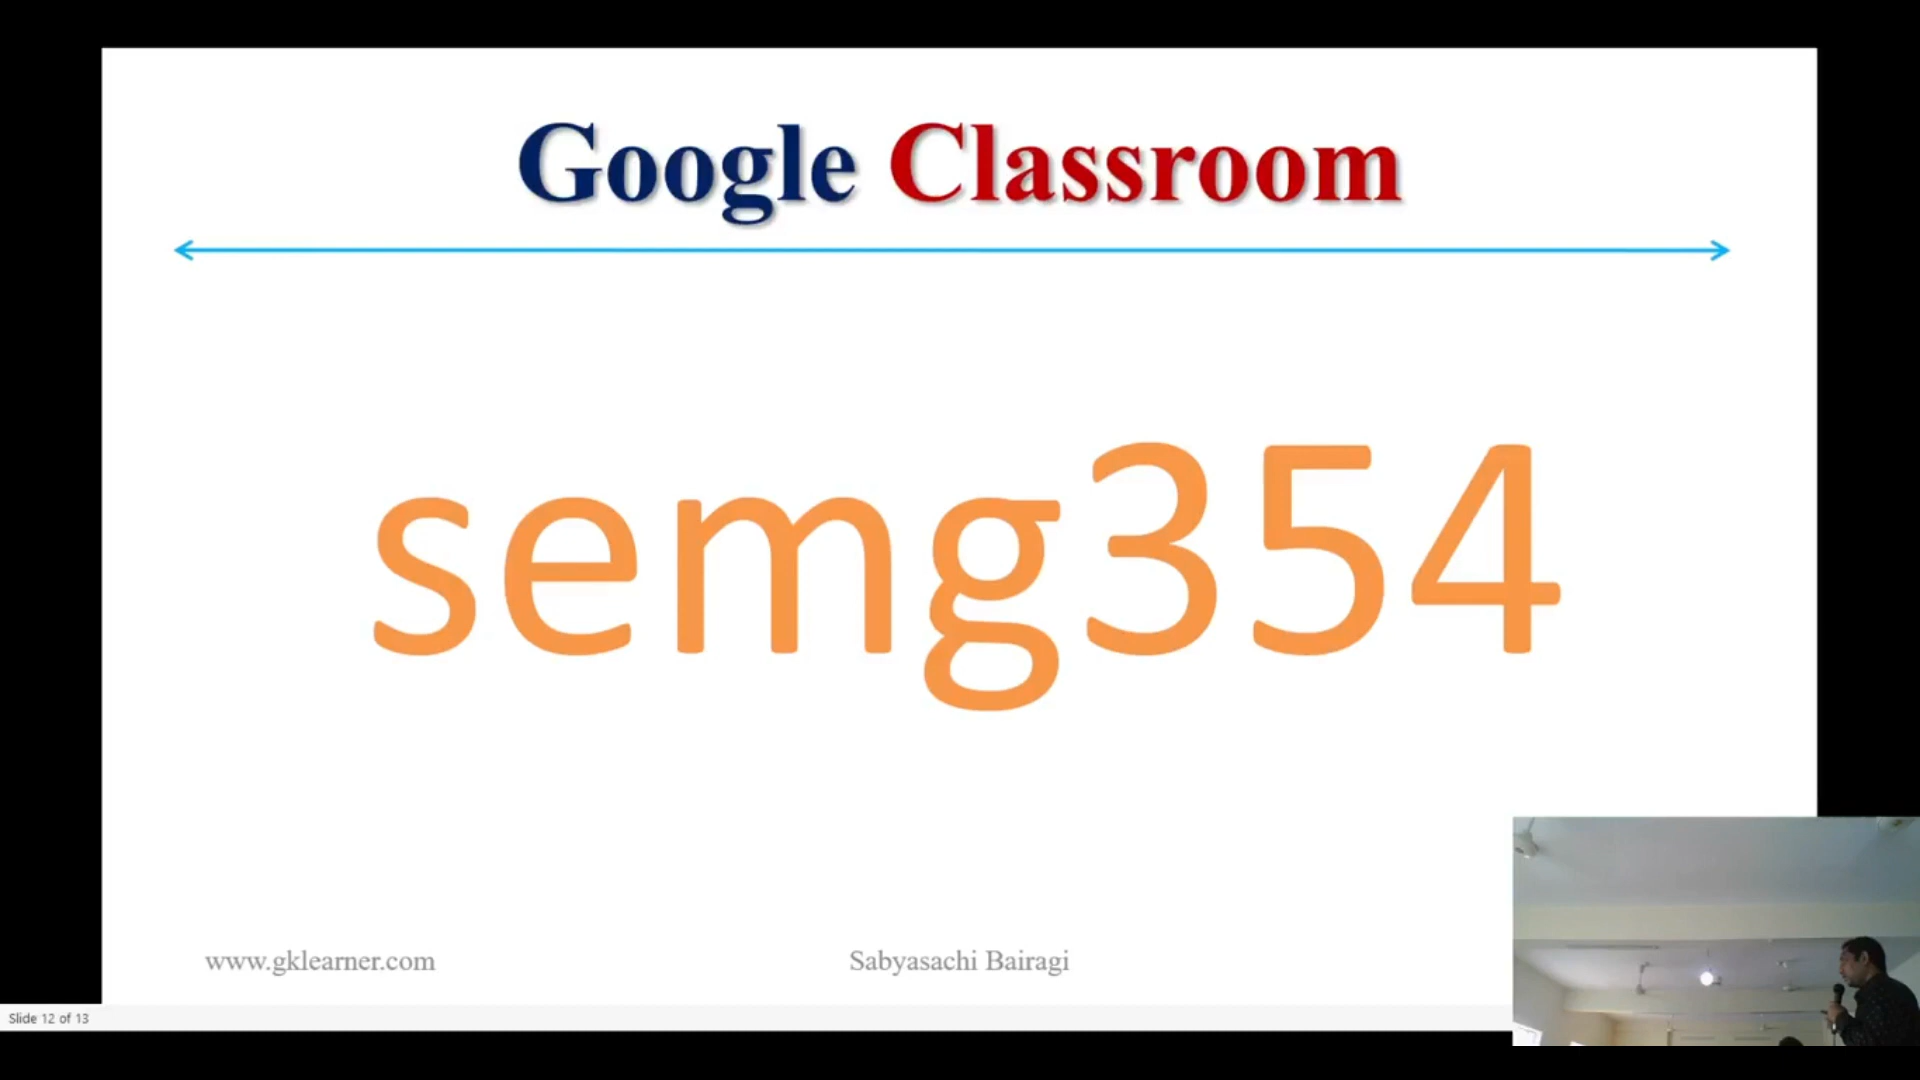 Google Classroom
semg354
www.gklearner.com
Sabyasachi Bairagi
Slide 12 of 13